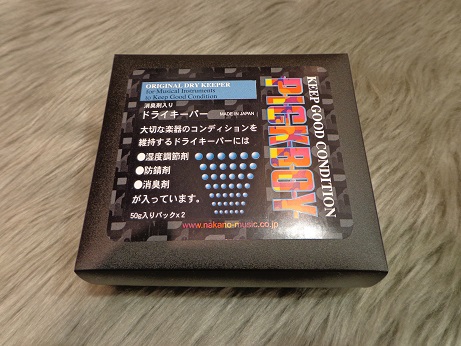 ORIGINAL DRY KEEPER
for Musical Instruments
to Keep Good Condition
消臭剤入り
ドライキーパー MADE IN JAPAN
大切な楽器のコンディションを
維持するドライキーパーには
●湿度調節剤
●防錆剤
●消臭剤
が入っています。
50g入りパック×2
www.nakano-music.co.jp
KEEP GOOD CONDITION
PICKBOY